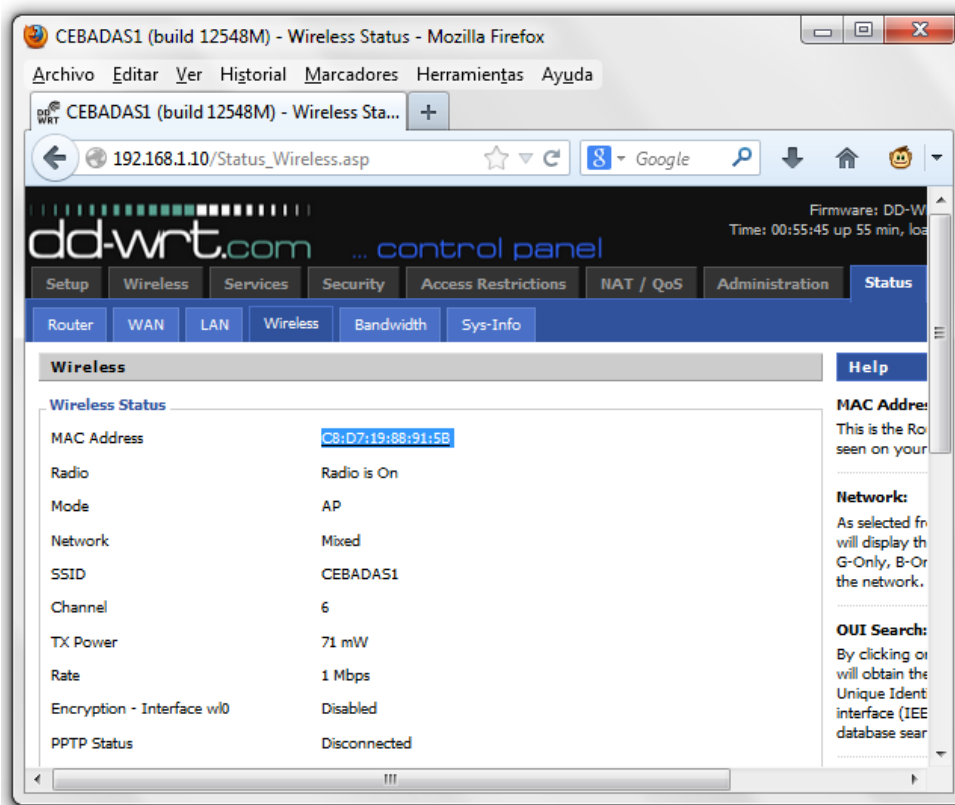 CEBADAS1 (build 12548M) - Wireless Status - Mozilla Firefox
Archivo Editar Ver Historial Marcadores Herramientas Ayuda
DD WRT CEBADAS1 (build 12548M) - Wireless Sta... +
192.168.1.10/Status_Wireless.asp 8 Google
Firmware: DD-W
dd-wrt.com ... control panel
Time: 00:55:45 up 55 min, loa
Setup Wireless Services Security Access Restrictions NAT / QoS Administration Status
Router WAN LAN Wireless Bandwidth Sys-Info
Wireless
Wireless Status
MAC Address C8:D7:19:88:91:5B
Radio Radio is On
Mode AP
Network Mixed
SSID CEBADAS1
Channel 6
TX Power 71 mW
Rate 1 Mbps
Encryption - Interface wl0 Disabled
PPTP Status Disconnected
Help
MAC Addre
This is the Ro
seen on your
Network:
As selected fr
will display th
G-Only, B-Or
the network.
OUI Search:
By clicking o
will obtain the
Unique Identi
interface (IEE
database sear